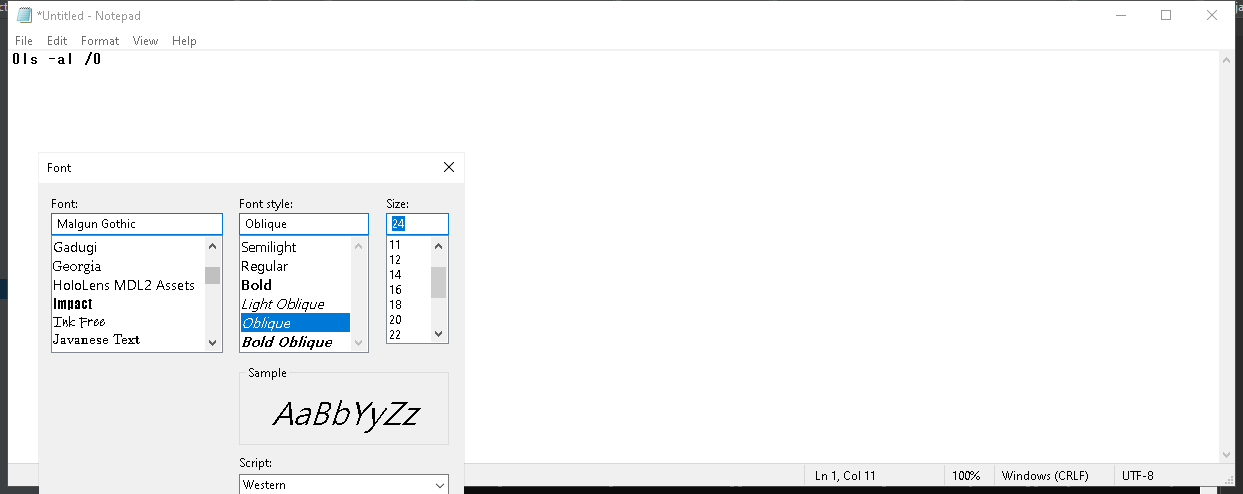 *Untitled - Notepad
File Edit Format View Help
0ls -al /0
Font
Font: Font style: Size:
Malgun Gothic Oblique 24
Gadugi Semilight 11
Georgia Regular 12
HoloLens MDL2 Assets Bold 14
Impact Light Oblique 16
Ink Free Oblique 18
Javanese Text Bold Oblique 20
22
Sample
AaBbYyZz
Script:
Western
Ln 1, Col 11 100% Windows (CRLF) UTF-8